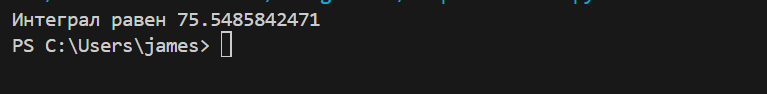 Интеграл равен 75.5485842471
PS C:\Users\james>